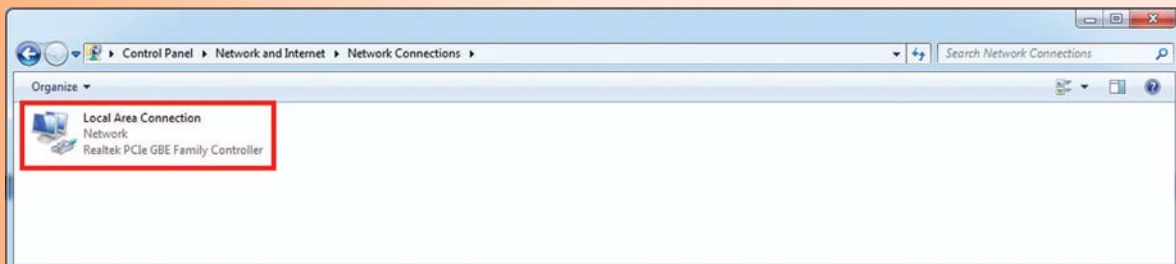 Control Panel ▸ Network and Internet ▸ Network Connections ▸
Search Network Connections
Organize
Local Area Connection
Network
Realtek PCIe GBE Family Controller